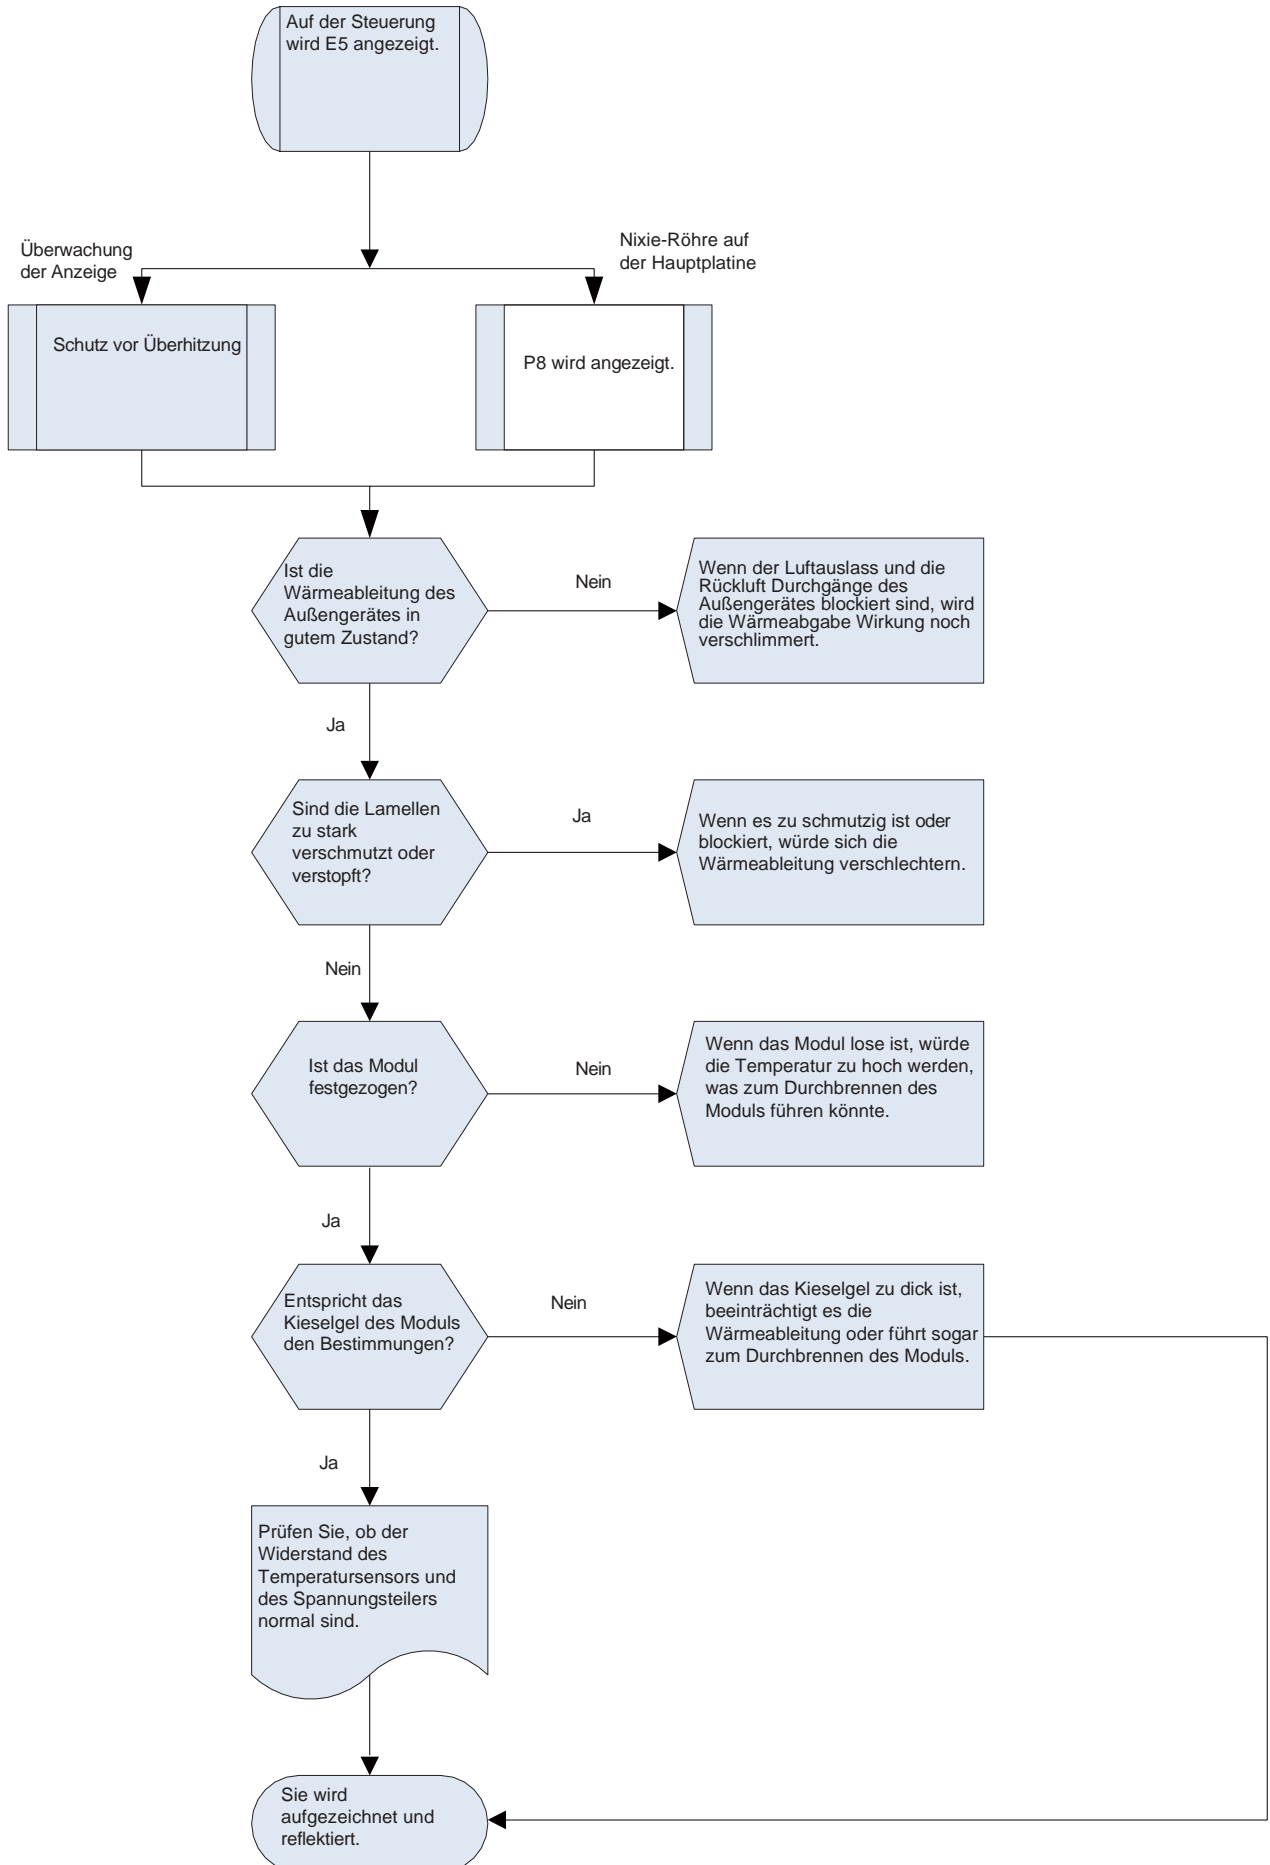 Auf der Steuerung
wird E5 angezeigt.
Überwachung
der Anzeige
Nixie-Röhre auf
der Hauptplatine
Schutz vor Überhitzung
P8 wird angezeigt.
Ist die
Wärmeableitung des
Außengerätes in
gutem Zustand?
Nein
Wenn der Luftauslass und die
Rückluft Durchgänge des
Außengerätes blockiert sind, wird
die Wärmeabgabe Wirkung noch
verschlimmert.
Ja
Sind die Lamellen
zu stark
verschmutzt oder
verstopft?
Ja
Wenn es zu schmutzig ist oder
blockiert, würde sich die
Wärmeableitung verschlechtern.
Nein
Ist das Modul
festgezogen?
Nein
Wenn das Modul lose ist, würde
die Temperatur zu hoch werden,
was zum Durchbrennen des
Moduls führen könnte.
Ja
Entspricht das
Kieselgel des Moduls
den Bestimmungen?
Nein
Wenn das Kieselgel zu dick ist,
beeinträchtigt es die
Wärmeableitung oder führt sogar
zum Durchbrennen des Moduls.
Ja
Prüfen Sie, ob der
Widerstand des
Temperatursensors und
des Spannungsteilers
normal sind.
Sie wird
aufgezeichnet und
reflektiert.